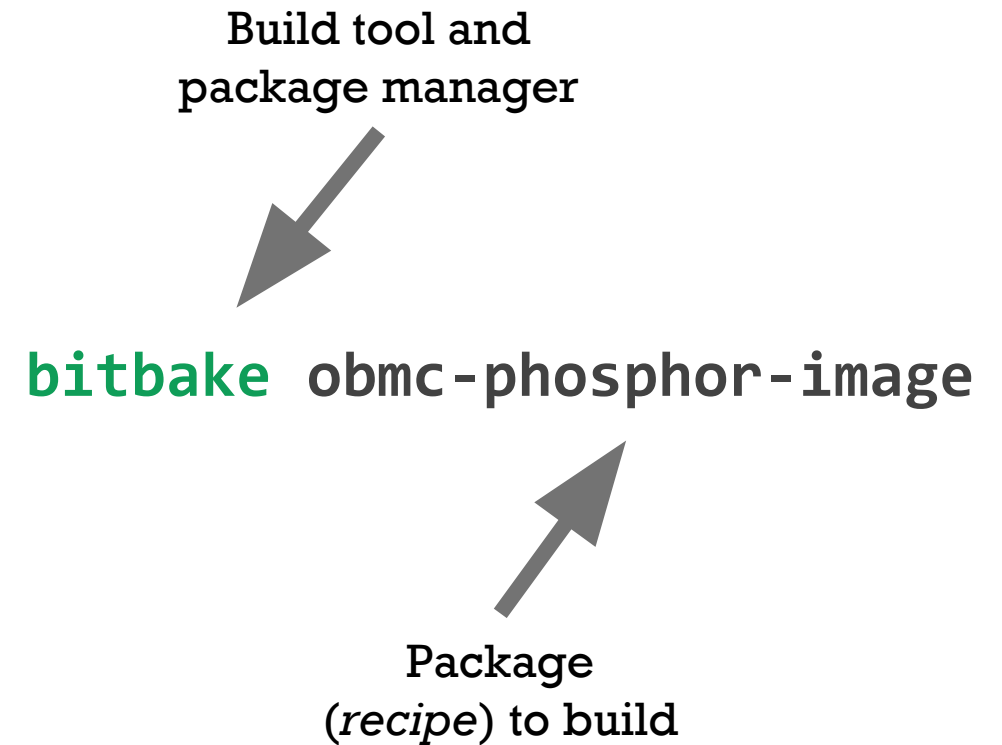 Build tool and
package manager
bitbake obmc-phosphor-image
Package
(recipe) to build